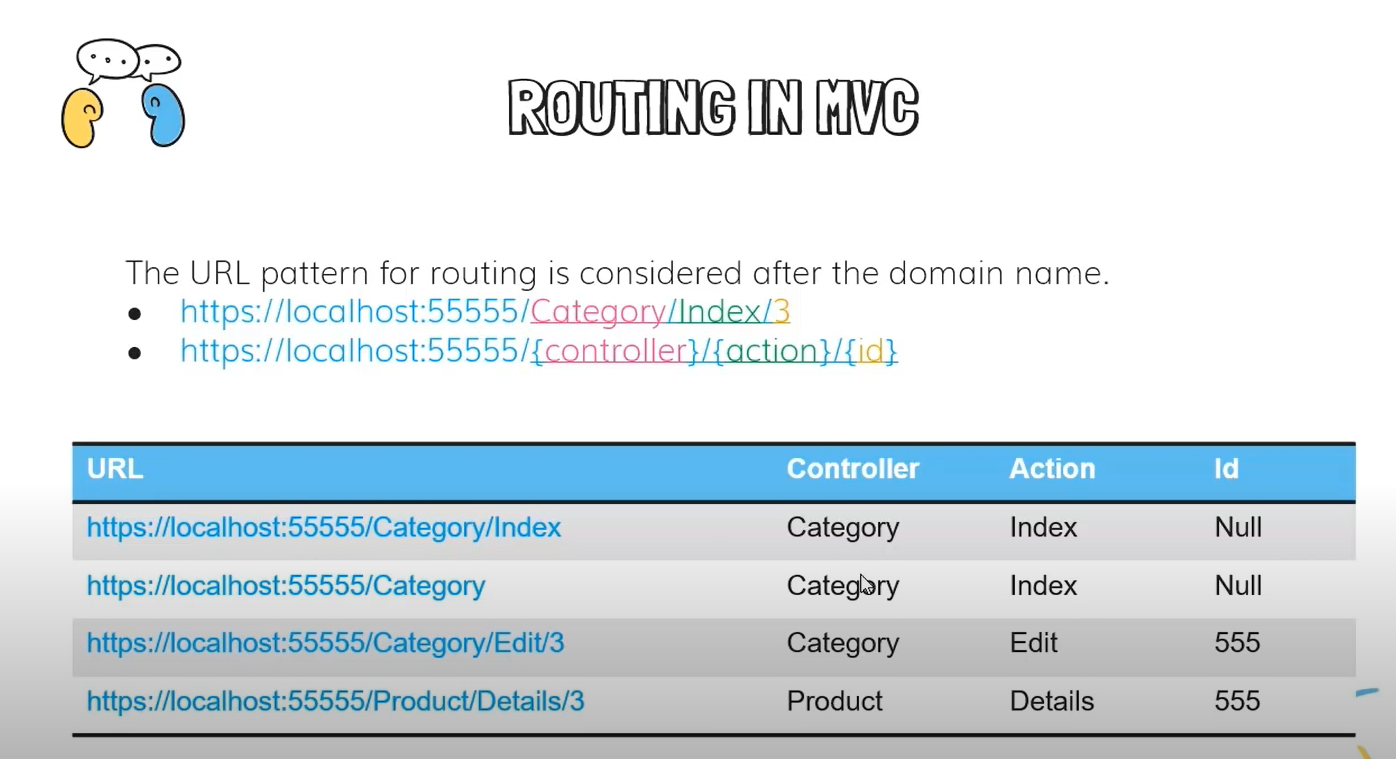 ROUTING IN MVC
The URL pattern for routing is considered after the domain name.
● https://localhost:55555/Category/Index/3
● https://localhost:55555/{controller}/{action}/{id}
URL Controller Action Id
https://localhost:55555/Category/Index Category Index Null
https://localhost:55555/Category Category Index Null
https://localhost:55555/Category/Edit/3 Category Edit 555
https://localhost:55555/Product/Details/3 Product Details 555